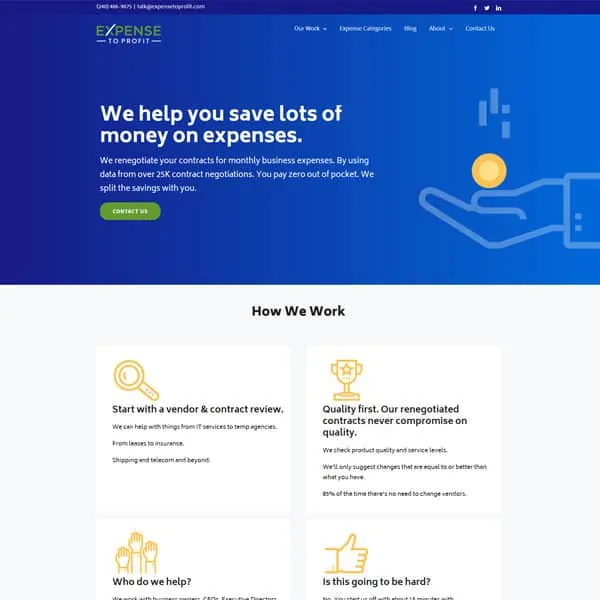 (240) 486-9675 | talk@expensetoprofit.com
EXPENSE
TO PROFIT
Our Work
Expense Categories
Blog
About
Contact Us
We help you save lots of
money on expenses.
We renegotiate your contracts for monthly business expenses. By using
data from over 25K contract negotiations. You pay zero out of pocket. We
split the savings with you.
CONTACT US
How We Work
Start with a vendor & contract review.
We can help with things from IT services to temp agencies.
From leases to insurance.
Shipping and telecom and beyond.
Quality first. Our renegotiated
contracts never compromise on
quality.
We check product quality and service levels.
We'll only suggest changes that are equal to or better than
what you have.
85% of the time there's no need to change vendors.
Who do we help?
We work with business owners, CFOs, Executive Directors
Is this going to be hard?
No. You start us off with about 15 minutes with